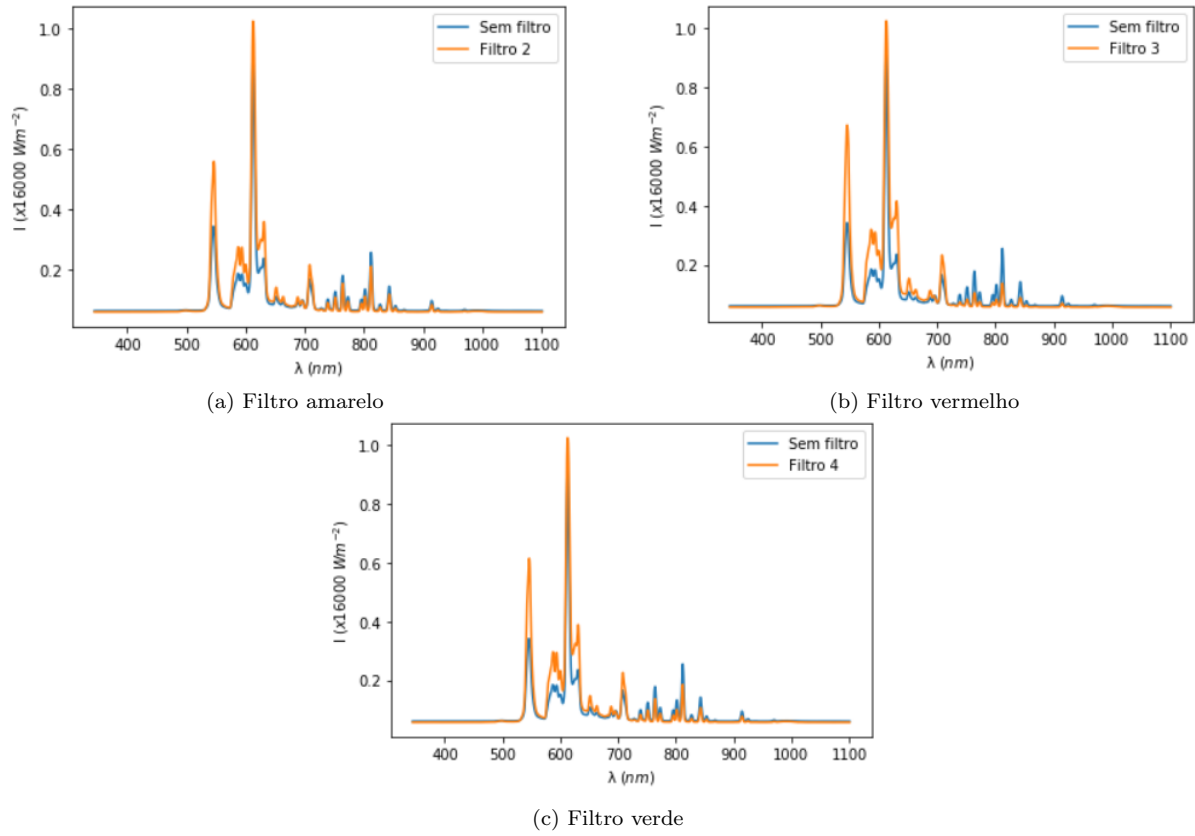 1.0
0.8
0.6
0.4
0.2
I (x16000 Wm⁻²)
Sem filtro
Filtro 2
400 500 600 700 800 900 1000 1100
λ (nm)
(a) Filtro amarelo
1.0
0.8
0.6
0.4
0.2
I (x16000 Wm⁻²)
Sem filtro
Filtro 3
400 500 600 700 800 900 1000 1100
λ (nm)
(b) Filtro vermelho
1.0
0.8
0.6
0.4
0.2
I (x16000 Wm⁻²)
Sem filtro
Filtro 4
400 500 600 700 800 900 1000 1100
λ (nm)
(c) Filtro verde